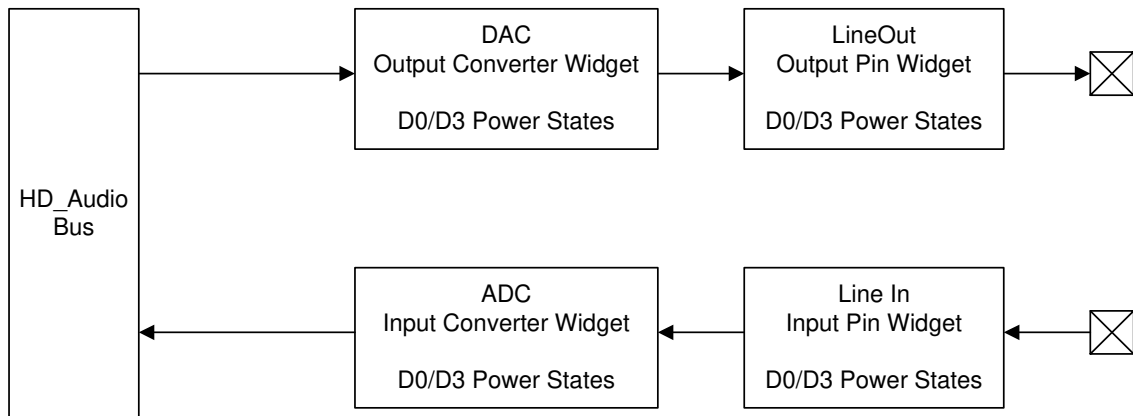 HD_Audio
Bus
DAC
Output Converter Widget
D0/D3 Power States
LineOut
Output Pin Widget
D0/D3 Power States
ADC
Input Converter Widget
D0/D3 Power States
Line In
Input Pin Widget
D0/D3 Power States